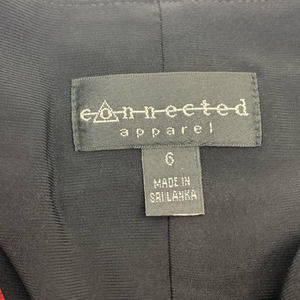 connected
apparel
6
MADE IN
SRI LANKA